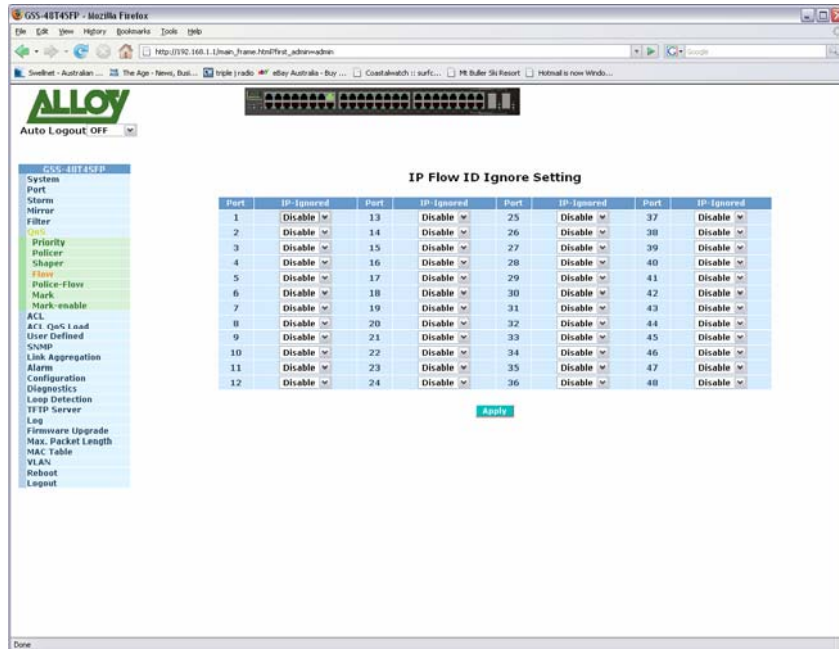 GSS-48T4SFP - Mozilla Firefox
File Edit View History Bookmarks Tools Help
http://192.168.1.1/main_frame.html?first_admin=admin
Google
Swellnet - Australian ... The Age - News, Busi... triple j radio eBay Australia - Buy ... Coastalwatch :: surfc... Mt Buller Ski Resort Hotmail is now Windo...
ALLOY
Auto Logout OFF
GSS-48T4SFP
System
Port
Storm
Mirror
Filter
QoS
Priority
Policer
Shaper
Flow
Police-Flow
Mark
Mark-enable
ACL
ACL QoS Load
User Defined
SNMP
Link Aggregation
Alarm
Configuration
Diagnostics
Loop Detection
TFTP Server
Log
Firmware Upgrade
Max. Packet Length
MAC Table
VLAN
Reboot
Logout
IP Flow ID Ignore Setting
Port IP-Ignored Port IP-Ignored Port IP-Ignored Port IP-Ignored
1 Disable 13 Disable 25 Disable 37 Disable
2 Disable 14 Disable 26 Disable 38 Disable
3 Disable 15 Disable 27 Disable 39 Disable
4 Disable 16 Disable 28 Disable 40 Disable
5 Disable 17 Disable 29 Disable 41 Disable
6 Disable 18 Disable 30 Disable 42 Disable
7 Disable 19 Disable 31 Disable 43 Disable
8 Disable 20 Disable 32 Disable 44 Disable
9 Disable 21 Disable 33 Disable 45 Disable
10 Disable 22 Disable 34 Disable 46 Disable
11 Disable 23 Disable 35 Disable 47 Disable
12 Disable 24 Disable 36 Disable 48 Disable
Apply
Done